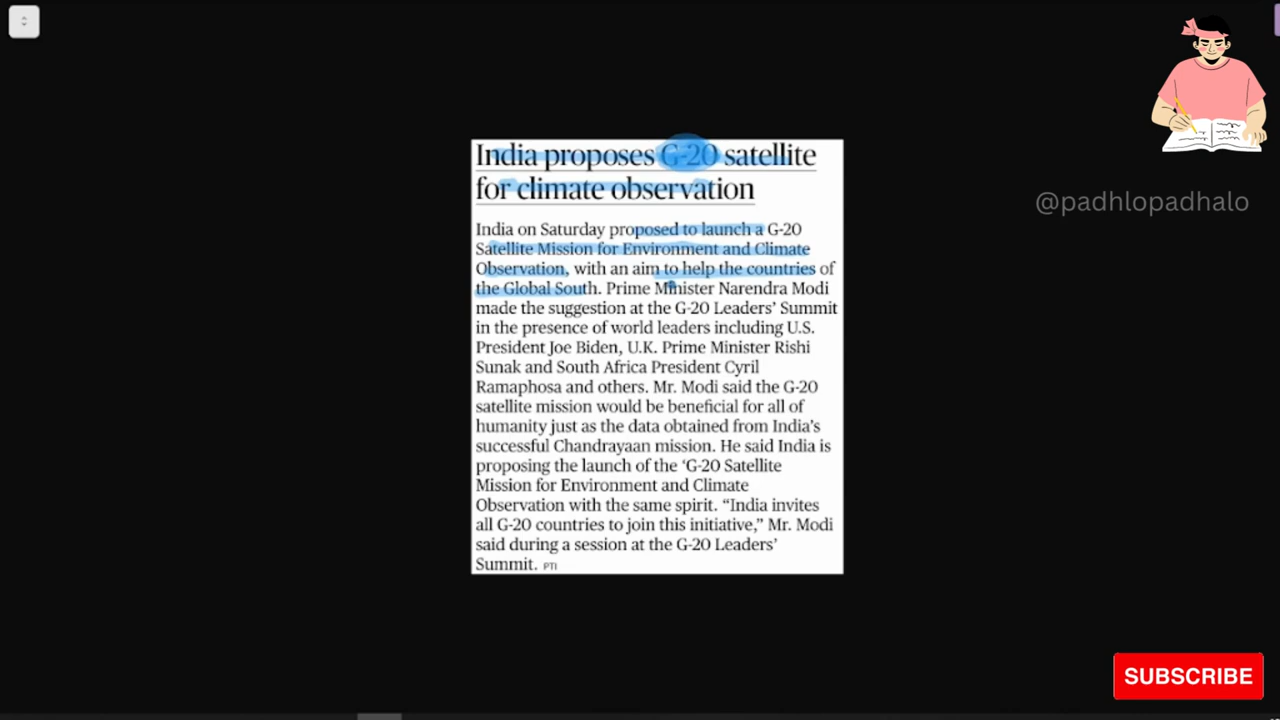 @padhlopadhalo
India proposes G-20 satellite
for climate observation
India on Saturday proposed to launch a G-20
Satellite Mission for Environment and Climate
Observation, with an aim to help the countries of
the Global South. Prime Minister Narendra Modi
made the suggestion at the G-20 Leaders’ Summit
in the presence of world leaders including U.S.
President Joe Biden, U.K. Prime Minister Rishi
Sunak and South Africa President Cyril
Ramaphosa and others. Mr. Modi said the G-20
satellite mission would be beneficial for all of
humanity just as the data obtained from India’s
successful Chandrayaan mission. He said India is
proposing the launch of the ‘G-20 Satellite
Mission for Environment and Climate
Observation with the same spirit. “India invites
all G-20 countries to join this initiative,” Mr. Modi
said during a session at the G-20 Leaders’
Summit. PTI
SUBSCRIBE